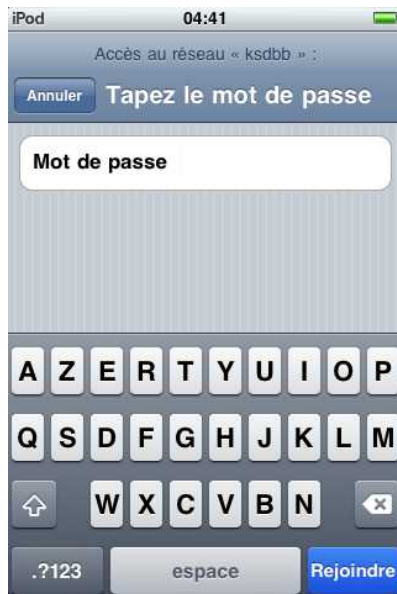 iPod 04:41
Accès au réseau « ksdbb » :
Annuler Tapez le mot de passe
Mot de passe
A Z E R T Y U I O P
Q S D F G H J K L M
W X C V B N
.?123 espace Rejoindre